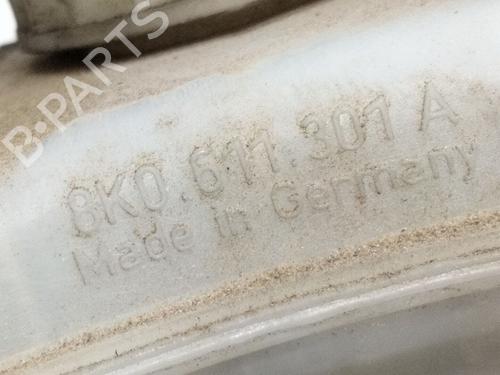 B-PARTS
8K0.611.301 A
Made in Germany